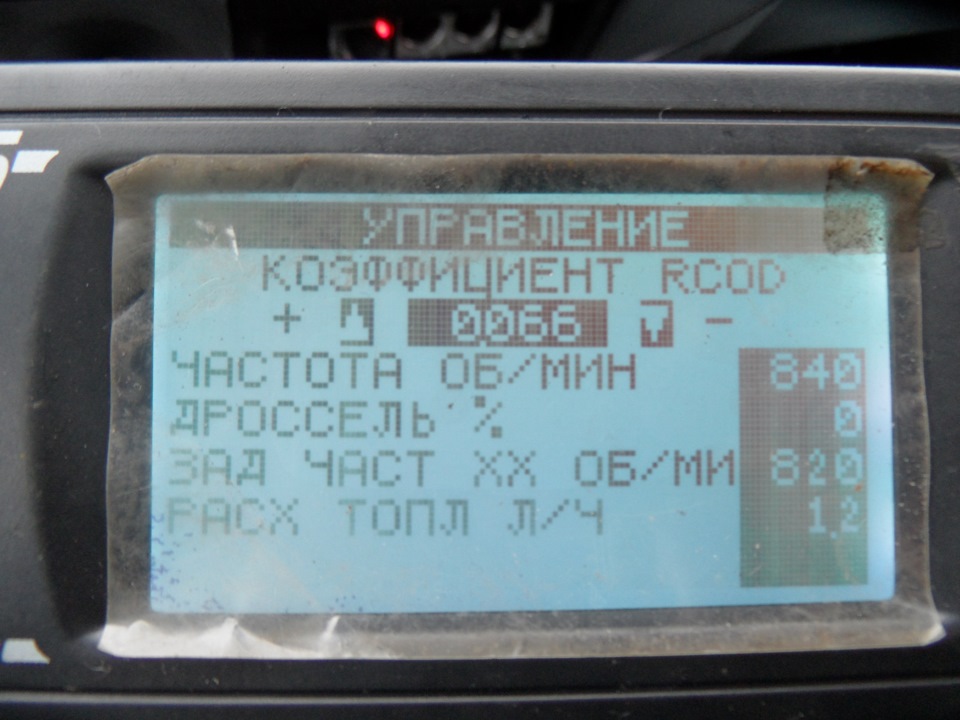 УПРАВЛЕНИЕ
КОЭФФИЦИЕНТ RCOD
+ 0066 -
ЧАСТОТА ОБ/МИН 840
ДРОССЕЛЬ % 0
ЗАД ЧАСТ ХХ ОБ/МИ 820
РАСХ ТОПЛ Л/Ч 1.2